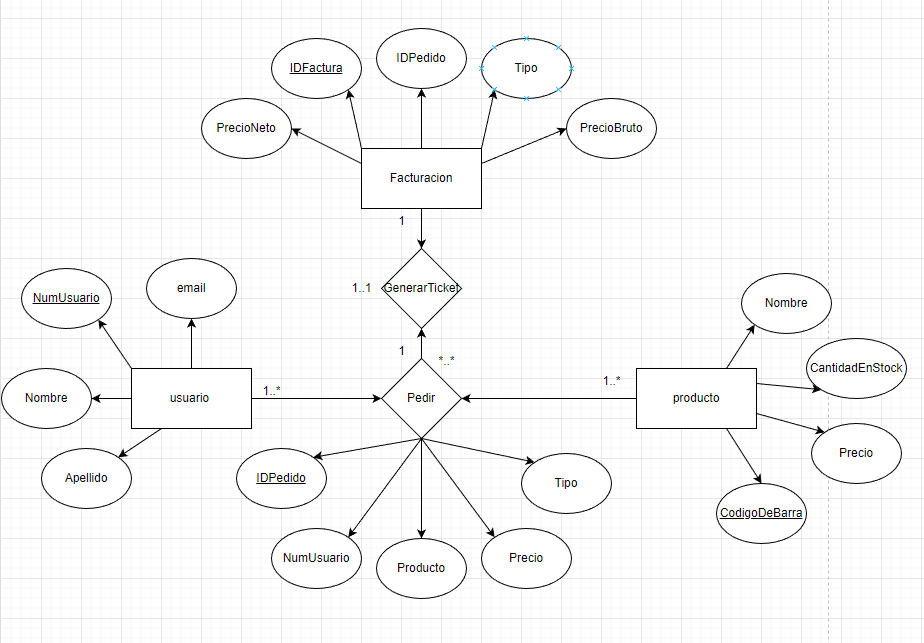 IDFactura
IDPedido
Tipo
PrecioNeto
PrecioBruto
Facturacion
1
1..1
GenerarTicket
NumUsuario
email
Nombre
1
*..*
CantidadEnStock
1..*
1..*
Nombre
usuario
Pedir
producto
Precio
Apellido
IDPedido
Tipo
CodigoDeBarra
NumUsuario
Producto
Precio